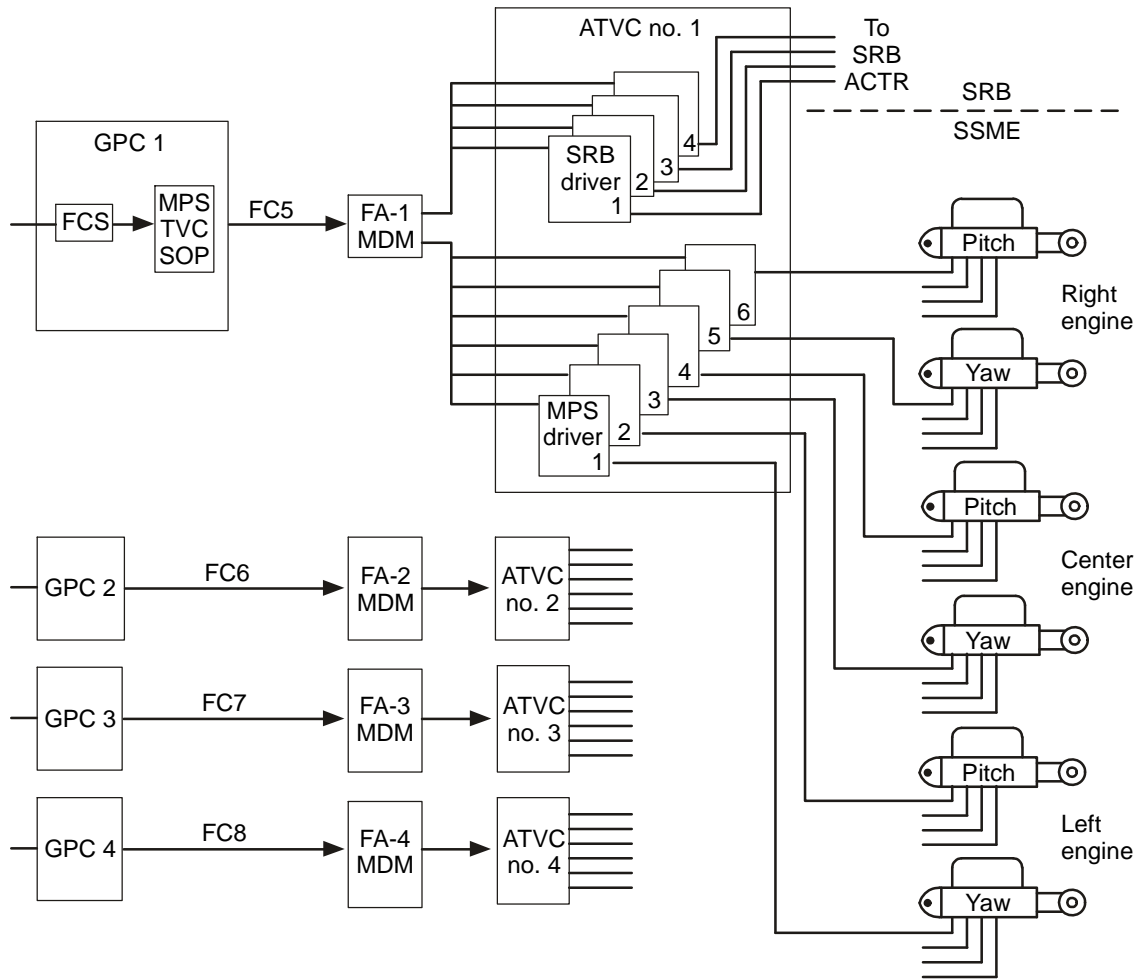 ATVC no. 1
To
SRB
ACTR
SRB
SSME
GPC 1
FCS
MPS
TVC
SOP
FC5
FA-1
MDM
4
3
2
SRB
driver
1
6
5
4
3
2
MPS
driver
1
Pitch
Right
engine
Yaw
Pitch
Center
engine
Yaw
Pitch
Left
engine
Yaw
GPC 2
FC6
FA-2
MDM
ATVC
no. 2
GPC 3
FC7
FA-3
MDM
ATVC
no. 3
GPC 4
FC8
FA-4
MDM
ATVC
no. 4